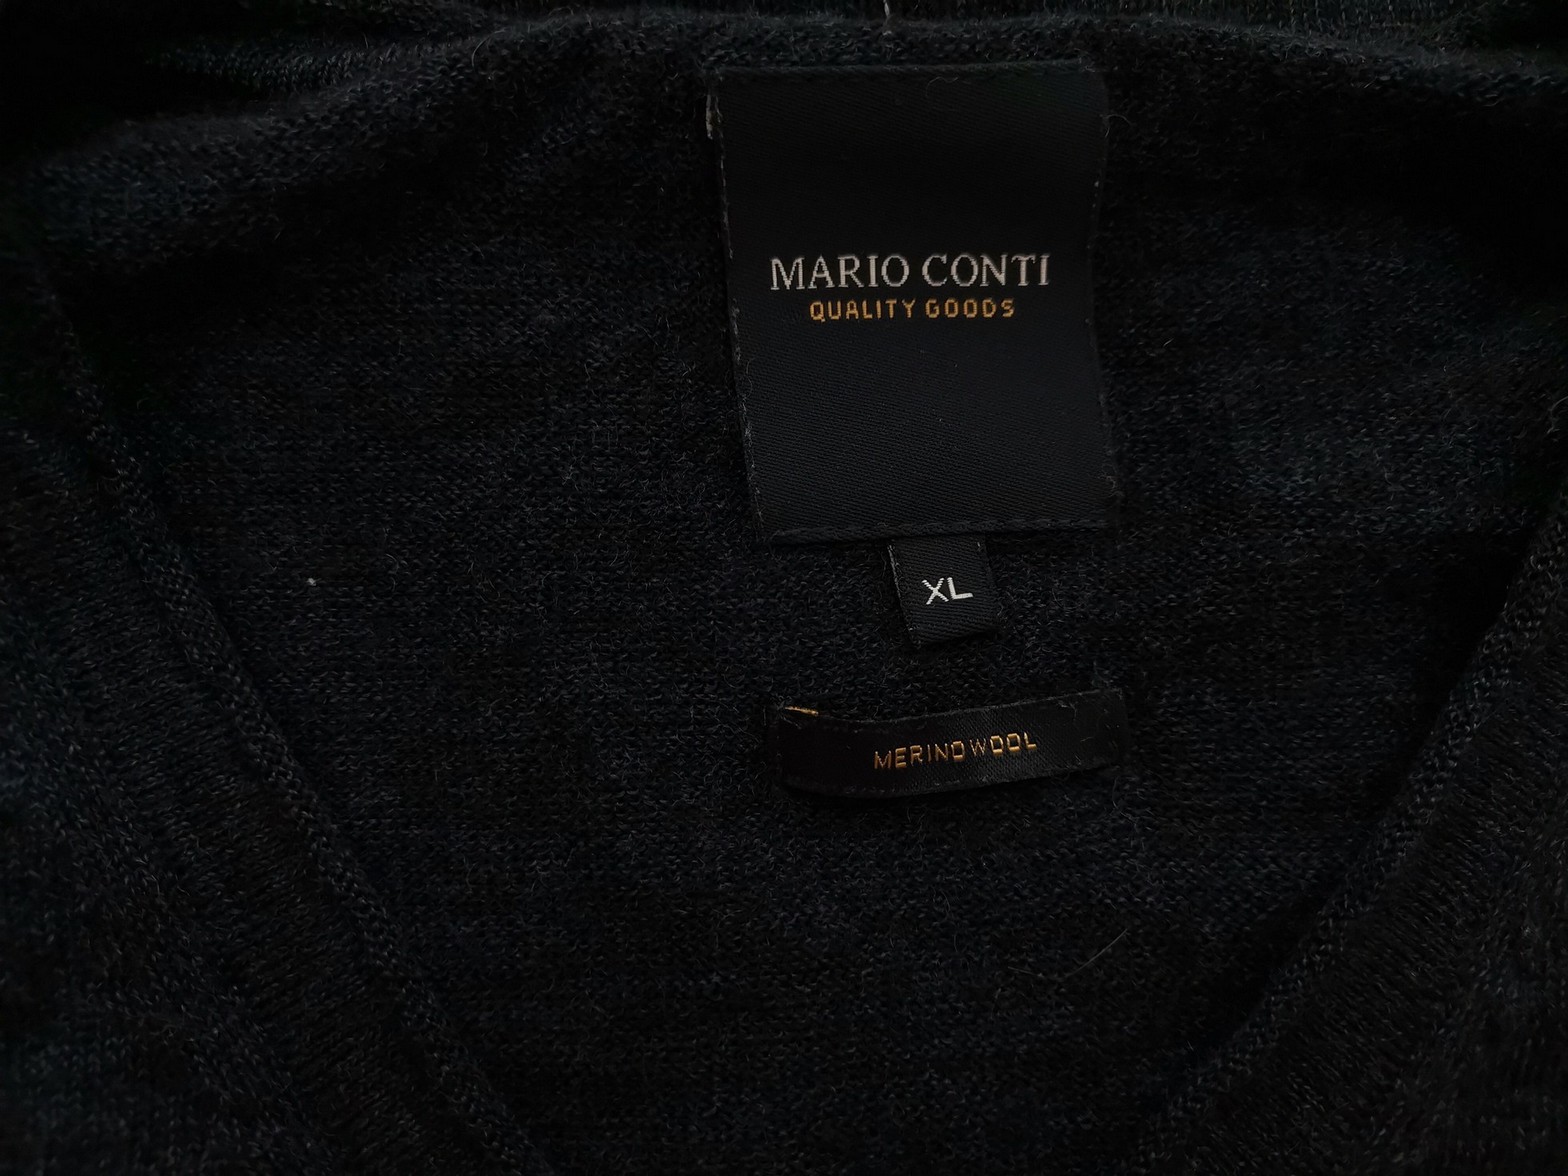 MARIO CONTI
QUALITY GOODS
XL
MERINO WOOL